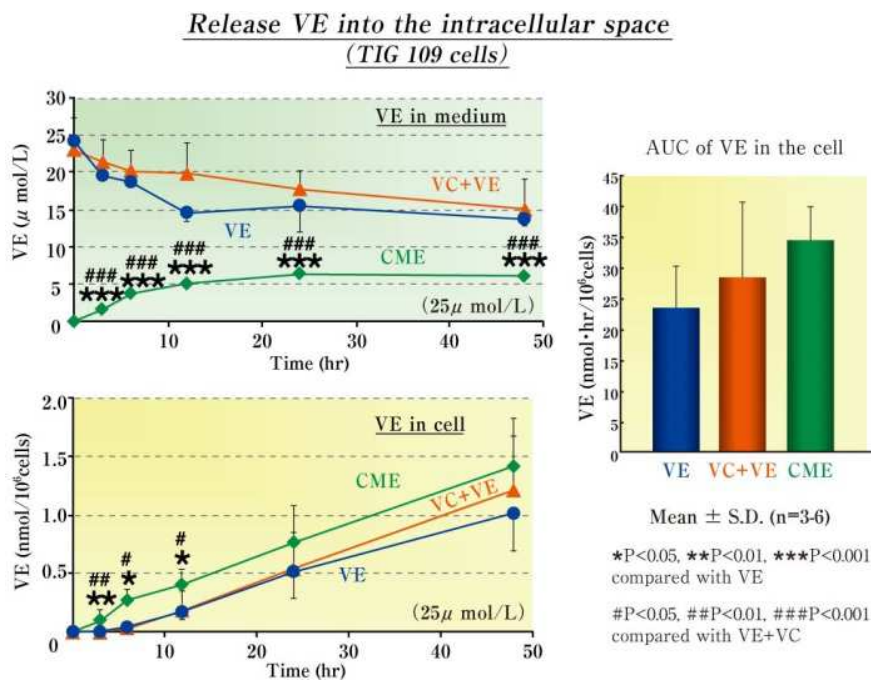 Release VE into the intracellular space
(TIG 109 cells)
VE in medium
VE (μ mol/L)
30
25
20
15
10
5
0
VC+VE
VE
CME
###
***
###
***
###
***
###
***
###
***
(25μ mol/L)
10 20 30 40 50
Time (hr)
VE in cell
VE (nmol/10⁶cells)
2.0
1.5
1.0
0.5
0
CME
VC+VE
VE
##
**
#
*
#
*
(25μ mol/L)
0 10 20 30 40 50
Time (hr)
AUC of VE in the cell
VE (nmol·hr/10⁶cells)
45
40
35
30
25
20
15
10
5
VE VC+VE CME
Mean ± S.D. (n=3-6)
*P<0.05, **P<0.01, ***P<0.001
compared with VE
#P<0.05, ##P<0.01, ###P<0.001
compared with VE+VC